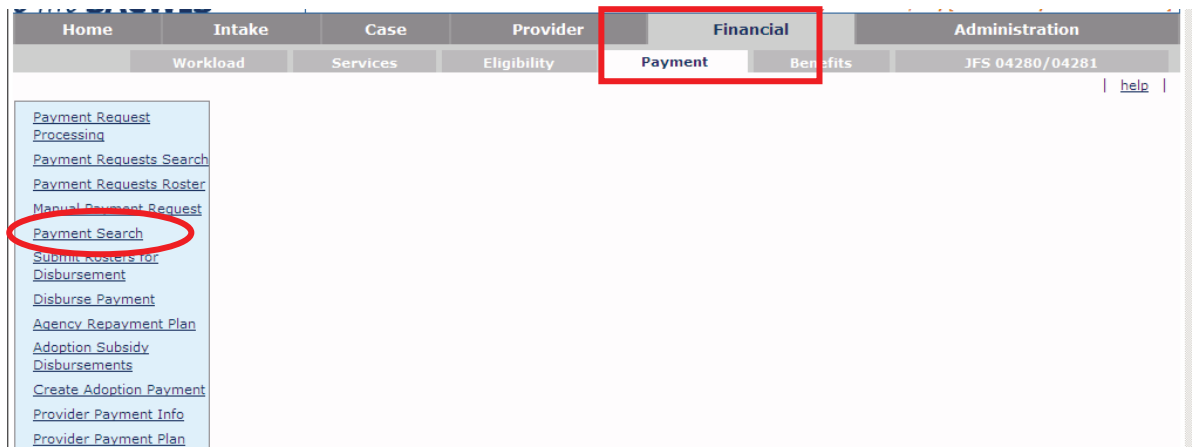 Home Intake Case Provider Financial Administration
Workload Services Eligibility Payment Benefits JFS 04280/04281
| help |
Payment Request
Processing
Payment Requests Search
Payment Requests Roster
Manual Payment Request
Payment Search
Submit Rosters for
Disbursement
Disburse Payment
Agency Repayment Plan
Adoption Subsidy
Disbursements
Create Adoption Payment
Provider Payment Info
Provider Payment Plan